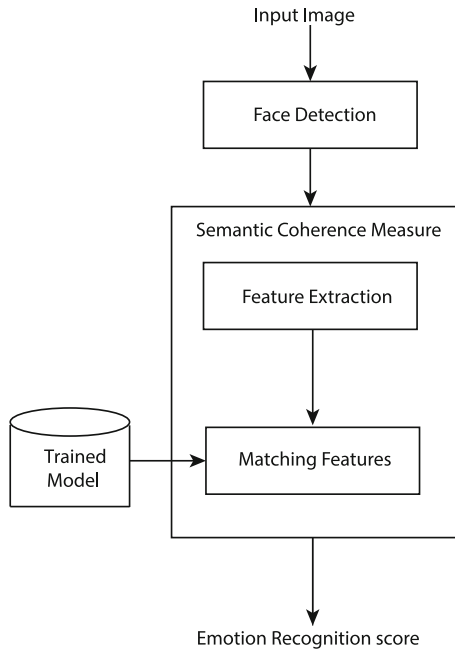 Input Image
Face Detection
Semantic Coherence Measure
Feature Extraction
Trained
Model
Matching Features
Emotion Recognition score